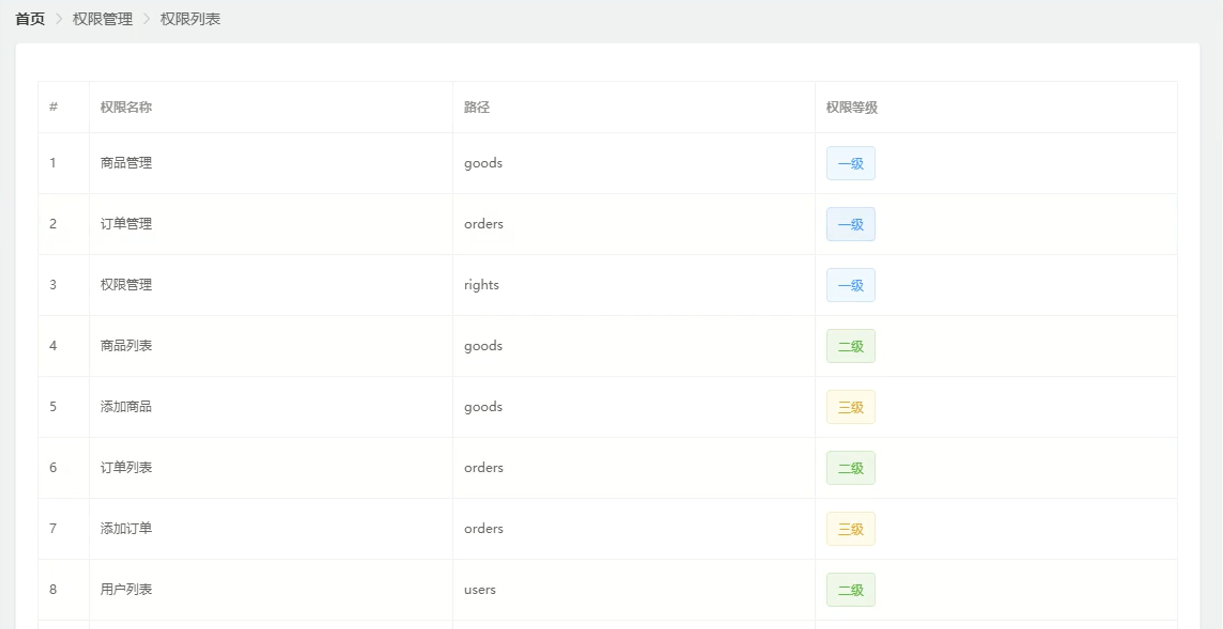 首页 > 权限管理 > 权限列表
# 权限名称 路径 权限等级
1 商品管理 goods 一级
2 订单管理 orders 一级
3 权限管理 rights 一级
4 商品列表 goods 二级
5 添加商品 goods 三级
6 订单列表 orders 二级
7 添加订单 orders 三级
8 用户列表 users 二级